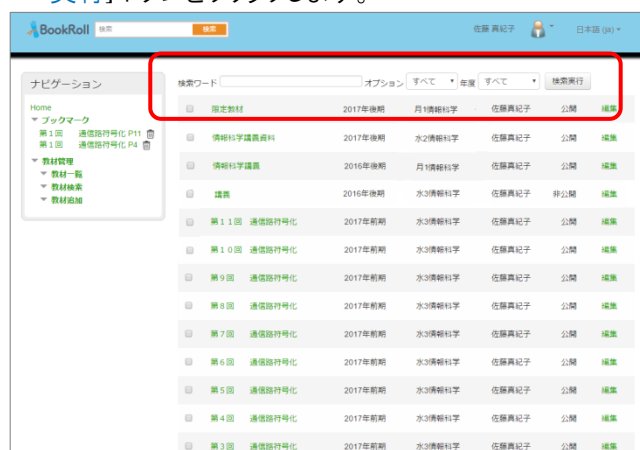 実行]ボタンをクリックします。
BookRoll 検索 検索 佐藤 真紀子 日本語 (ja)
ナビゲーション
検索ワード オプション すべて 年度 すべて 検索実行
Home
ブックマーク
第1回 通信路符号化 P11
第1回 通信路符号化 P4
教材管理
教材一覧
教材検索
教材追加
限定教材 2017年後期 月1情報科学 佐藤真紀子 公開 編集
情報科学講義資料 2017年後期 水2情報科学 佐藤真紀子 公開 編集
情報科学講義 2016年後期 月1情報科学 佐藤真紀子 公開 編集
講義 2016年後期 水3情報科学 佐藤真紀子 非公開 編集
第11回 通信路符号化 2017年前期 水3情報科学 佐藤真紀子 公開 編集
第10回 通信路符号化 2017年前期 水3情報科学 佐藤真紀子 公開 編集
第9回 通信路符号化 2017年前期 水3情報科学 佐藤真紀子 公開 編集
第8回 通信路符号化 2017年前期 水3情報科学 佐藤真紀子 公開 編集
第7回 通信路符号化 2017年前期 水3情報科学 佐藤真紀子 公開 編集
第6回 通信路符号化 2017年前期 水3情報科学 佐藤真紀子 公開 編集
第5回 通信路符号化 2017年前期 水3情報科学 佐藤真紀子 公開 編集
第4回 通信路符号化 2017年前期 水3情報科学 佐藤真紀子 公開 編集
第3回 通信路符号化 2017年前期 水3情報科学 佐藤真紀子 公開 編集